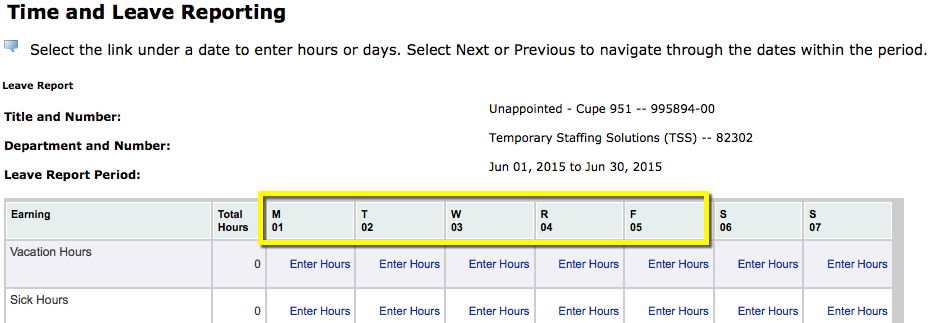 Time and Leave Reporting
Select the link under a date to enter hours or days. Select Next or Previous to navigate through the dates within the period.
Leave Report
Title and Number: Unappointed - Cupe 951 -- 995894-00
Department and Number: Temporary Staffing Solutions (TSS) -- 82302
Leave Report Period: Jun 01, 2015 to Jun 30, 2015
Earning Total M T W R F S S
Hours 01 02 03 04 05 06 07
Vacation Hours
0 Enter Hours Enter Hours Enter Hours Enter Hours Enter Hours Enter Hours Enter Hours
Sick Hours
0 Enter Hours Enter Hours Enter Hours Enter Hours Enter Hours Enter Hours Enter Hours